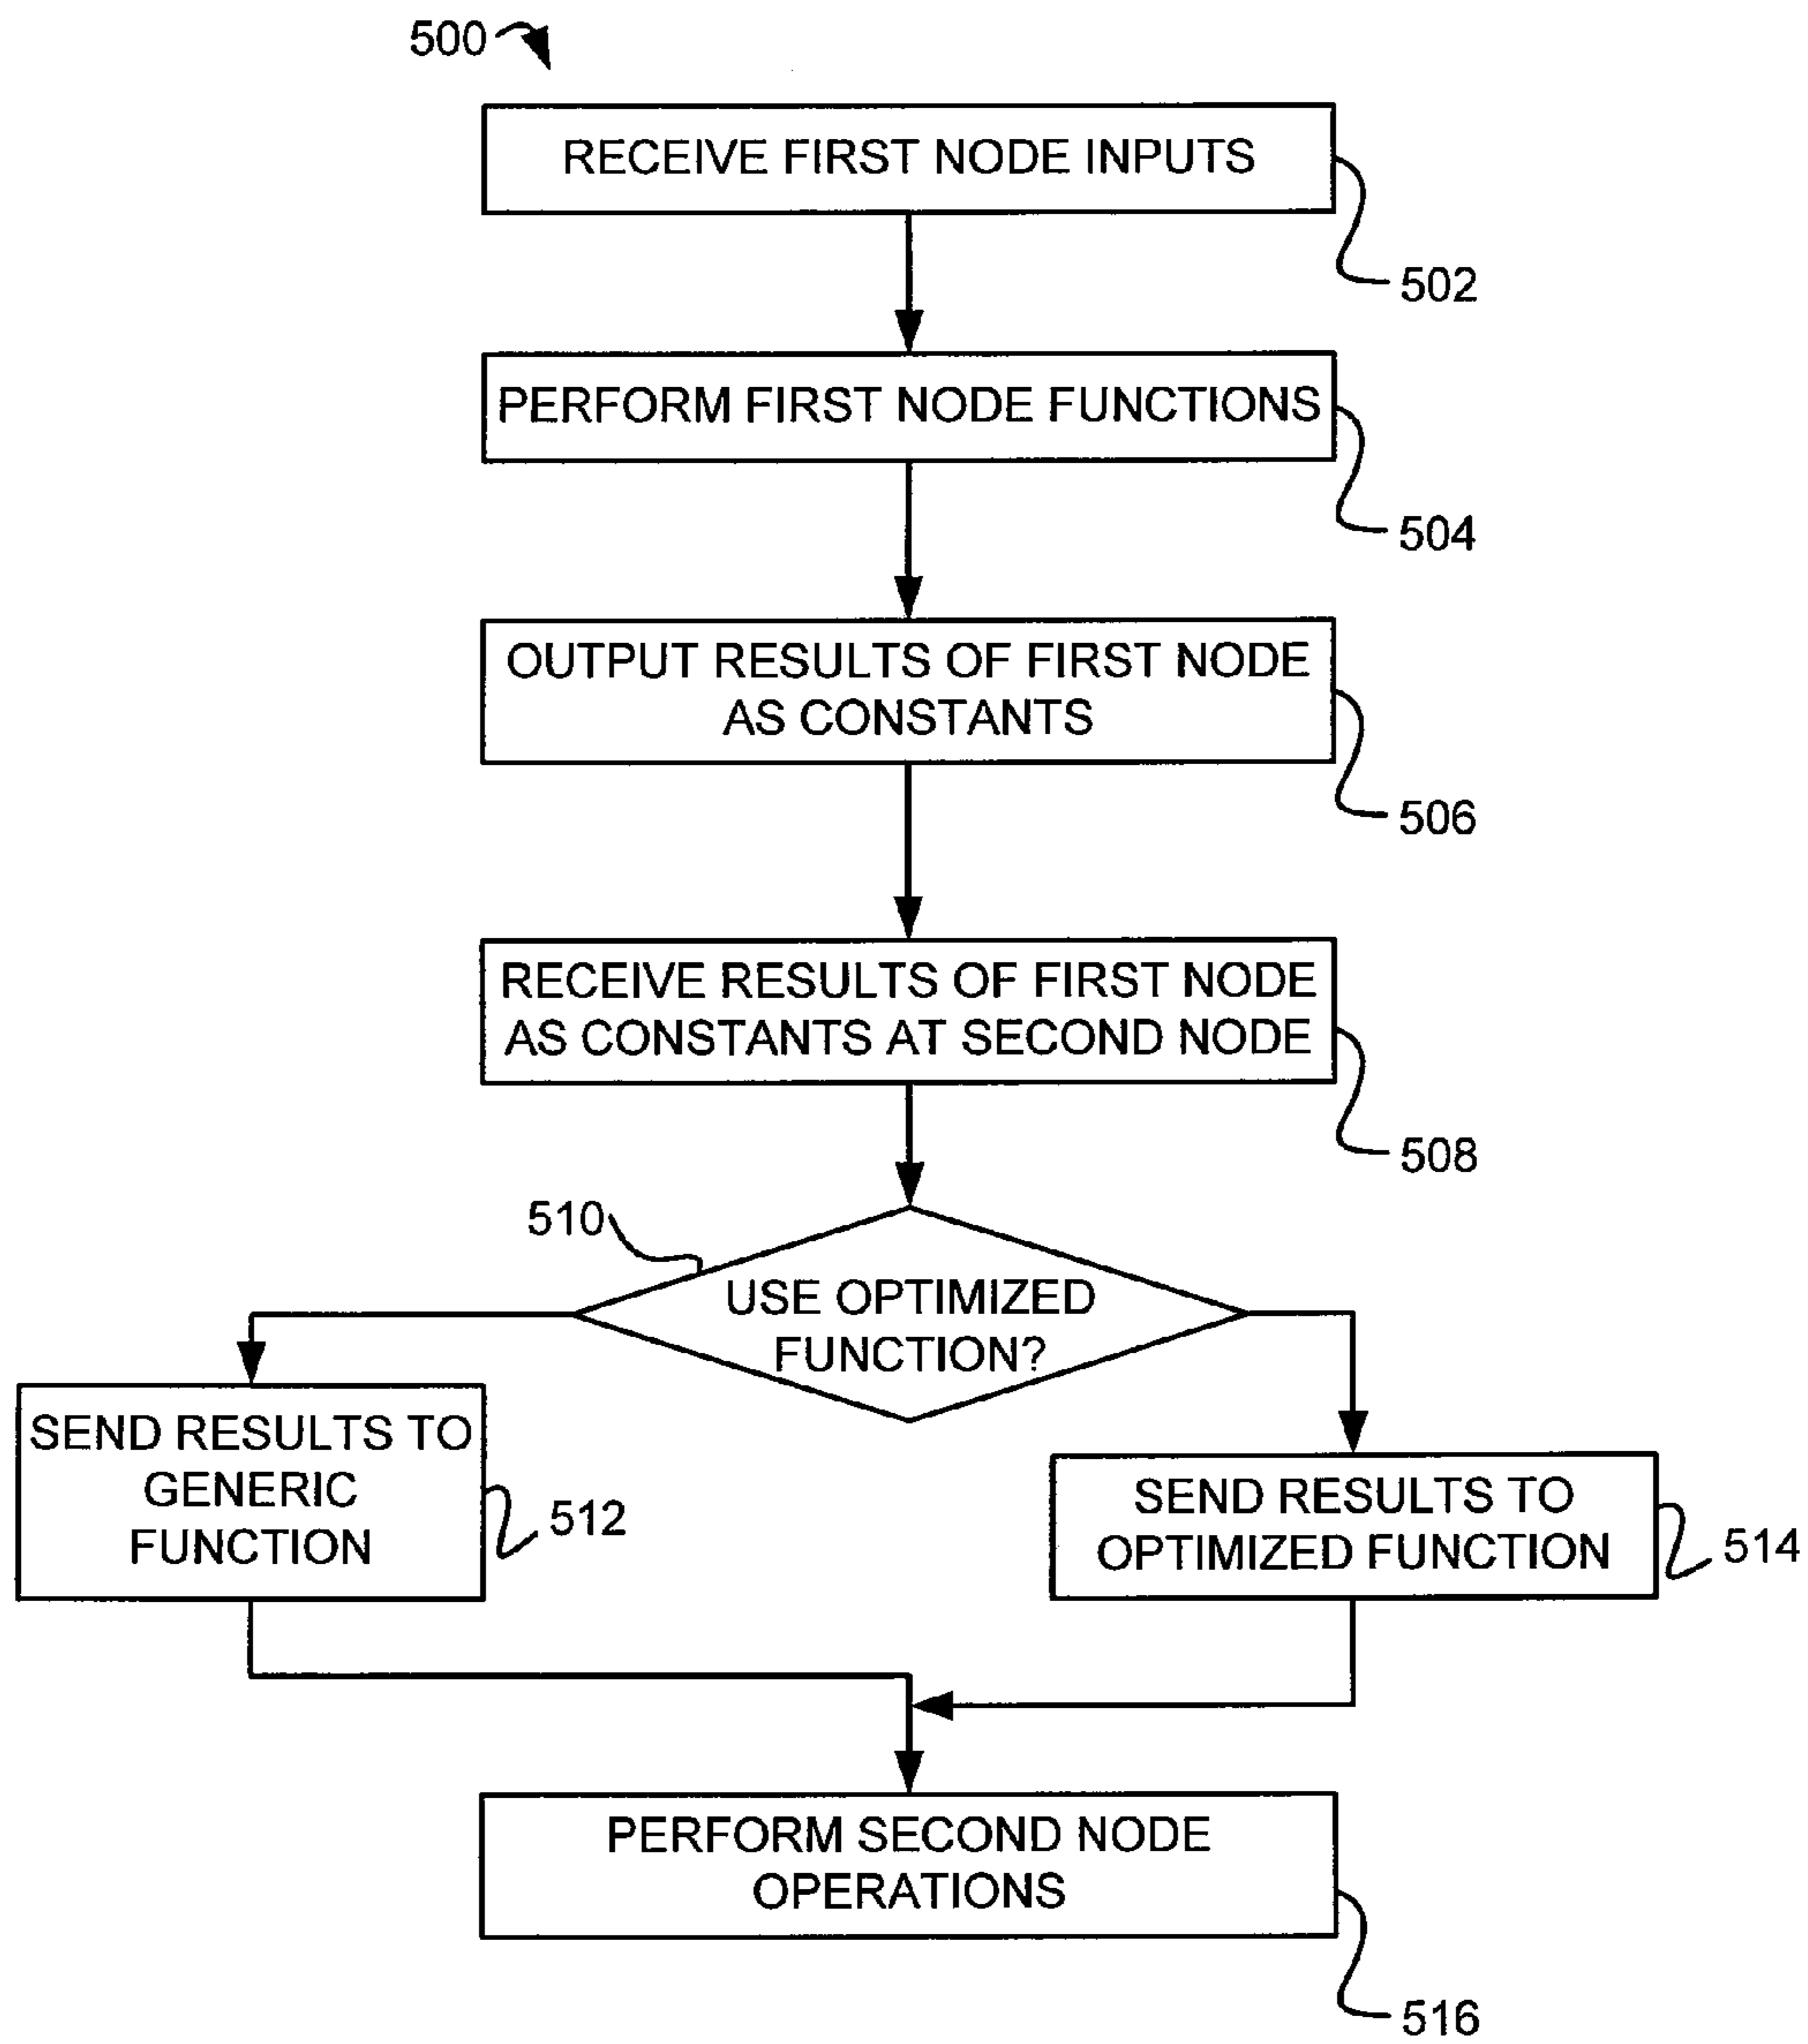 500
RECEIVE FIRST NODE INPUTS
502
PERFORM FIRST NODE FUNCTIONS
504
OUTPUT RESULTS OF FIRST NODE
AS CONSTANTS
506
RECEIVE RESULTS OF FIRST NODE
AS CONSTANTS AT SECOND NODE
508
510
USE OPTIMIZED
FUNCTION?
SEND RESULTS TO
GENERIC
FUNCTION
512
SEND RESULTS TO
OPTIMIZED FUNCTION
514
PERFORM SECOND NODE
OPERATIONS
516